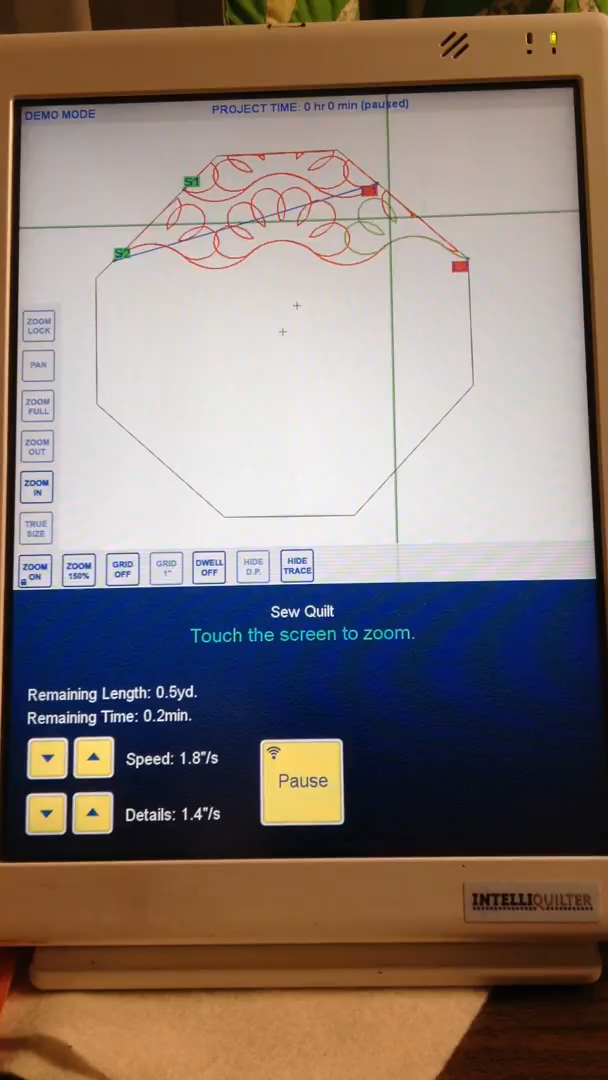 DEMO MODE
PROJECT TIME: 0 hr 0 min (paused)
S1
S2
ZOOM
LOCK
PAN
ZOOM
FULL
ZOOM
OUT
ZOOM
IN
TRUE
SIZE
ZOOM
ON
ZOOM
150%
GRID
OFF
GRID
1"
DWELL
OFF
HIDE
D.P.
HIDE
TRACE
Sew Quilt
Touch the screen to zoom.
Remaining Length: 0.5yd.
Remaining Time: 0.2min.
Speed: 1.8"/s
Pause
Details: 1.4"/s
INTELLIQUILTER